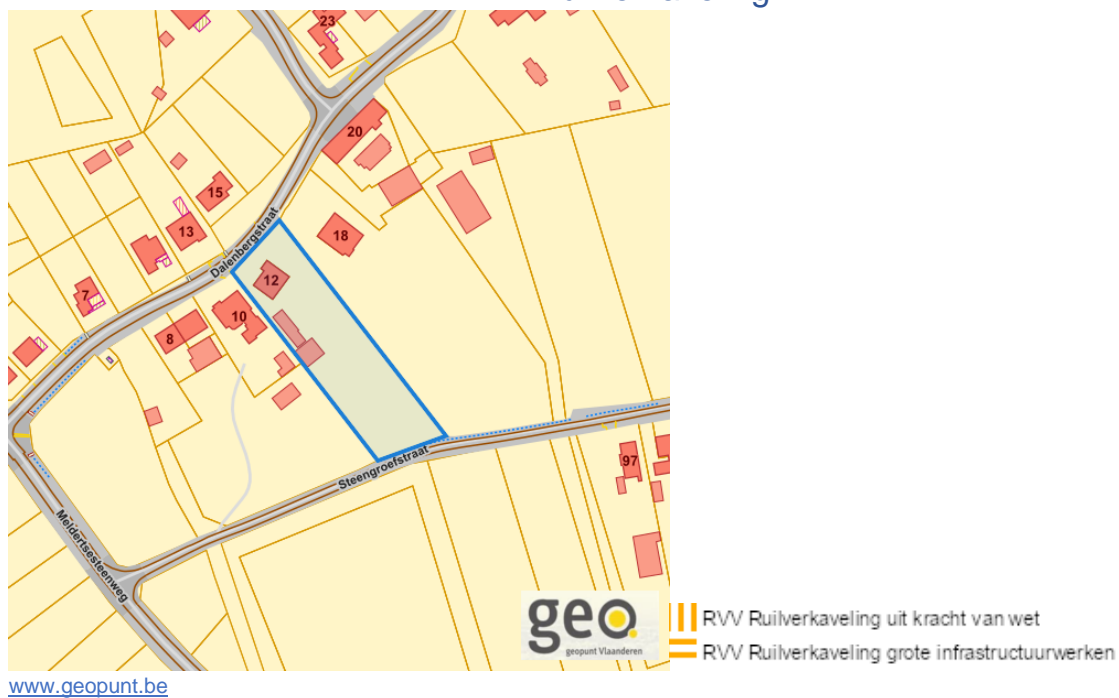 23
20
15
13
18
Dalenbergstraat
12
7
10
8
Steengroefstraat
97
Meldertsesteenweg
geo.
geopunt Vlaanderen
RVV Ruilverkaveling uit kracht van wet
RVV Ruilverkaveling grote infrastructuurwerken
www.geopunt.be